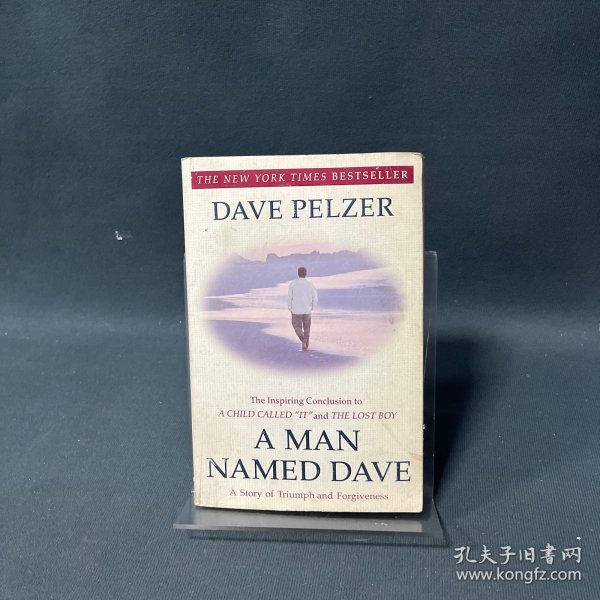 THE NEW YORK TIMES BESTSELLER
DAVE PELZER
The Inspiring Conclusion to
A CHILD CALLED "IT" and THE LOST BOY
A MAN
NAMED DAVE
A Story of Triumph and Forgiveness
孔夫子旧书网
www.kongfz.com